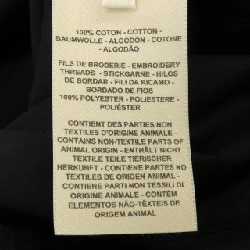 100% COTON - COTTON -
BAUMWOLLE - ALGODON - COTONE
- ALGODÃO
FILS DE BRODERIE - EMBROIDERY
THREADS - STICKGARNE - HILOS
DE BORDAR - FIO DA RICAMO -
BORDADO DE FIOS
100% POLYESTER - POLIESTERE -
POLIÉSTER
CONTIENT DES PARTIES NON
TEXTILES D'ORIGINE ANIMALE -
CONTAINS NON-TEXTILE PARTS OF
ANIMAL ORIGIN - ENTHÄLT NICHT
TEXTILE TEILE TIERISCHER
HERKUNFT - CONTIENE PARTES NO
TEXTILES DE ORIGEN ANIMAL -
CONTIENE PARTI NON TESSILI DI
ORIGINE ANIMALE - CONTÉM
ELEMENTOS NÃO-TÊXTEIS DE
ORIGEM ANIMAL